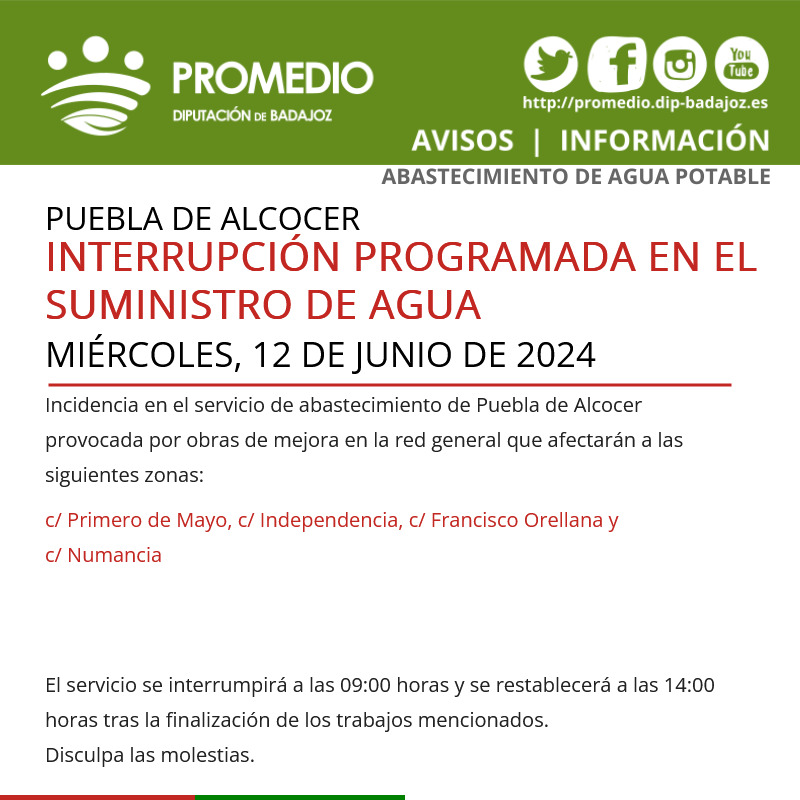 PROMEDIO
DIPUTACIÓN DE BADAJOZ
You
Tube
http://promedio.dip-badajoz.es
AVISOS | INFORMACIÓN
ABASTECIMIENTO DE AGUA POTABLE
PUEBLA DE ALCOCER
INTERRUPCIÓN PROGRAMADA EN EL
SUMINISTRO DE AGUA
MIÉRCOLES, 12 DE JUNIO DE 2024
Incidencia en el servicio de abastecimiento de Puebla de Alcocer
provocada por obras de mejora en la red general que afectarán a las
siguientes zonas:
c/ Primero de Mayo, c/ Independencia, c/ Francisco Orellana y
c/ Numancia
El servicio se interrumpirá a las 09:00 horas y se restablecerá a las 14:00
horas tras la finalización de los trabajos mencionados.
Disculpa las molestias.